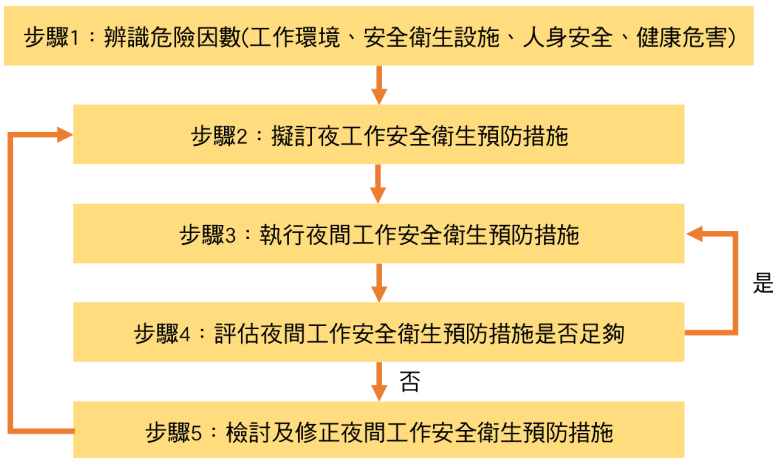 步驟1：辨識危險因數(工作環境、安全衛生設施、人身安全、健康危害)
步驟2：擬訂夜工作安全衛生預防措施
步驟3：執行夜間工作安全衛生預防措施
是
步驟4：評估夜間工作安全衛生預防措施是否足夠
否
步驟5：檢討及修正夜間工作安全衛生預防措施